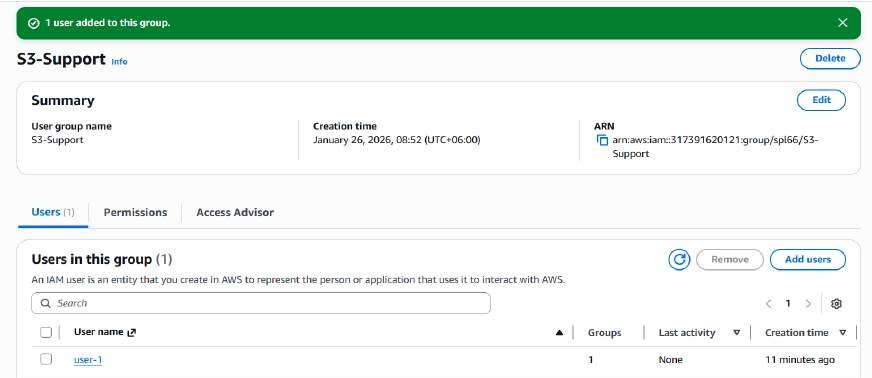 1 user added to this group.
S3-Support Info
Delete
Summary
Edit
User group name
S3-Support
Creation time
January 26, 2026, 08:52 (UTC+06:00)
ARN
arn:aws:iam::317391620121:group/spl66/S3-
Support
Users (1) Permissions Access Advisor
Users in this group (1)
Remove Add users
An IAM user is an entity that you create in AWS to represent the person or application that uses it to interact with AWS.
Search
1
User name Groups Last activity Creation time
user-1 1 None 11 minutes ago